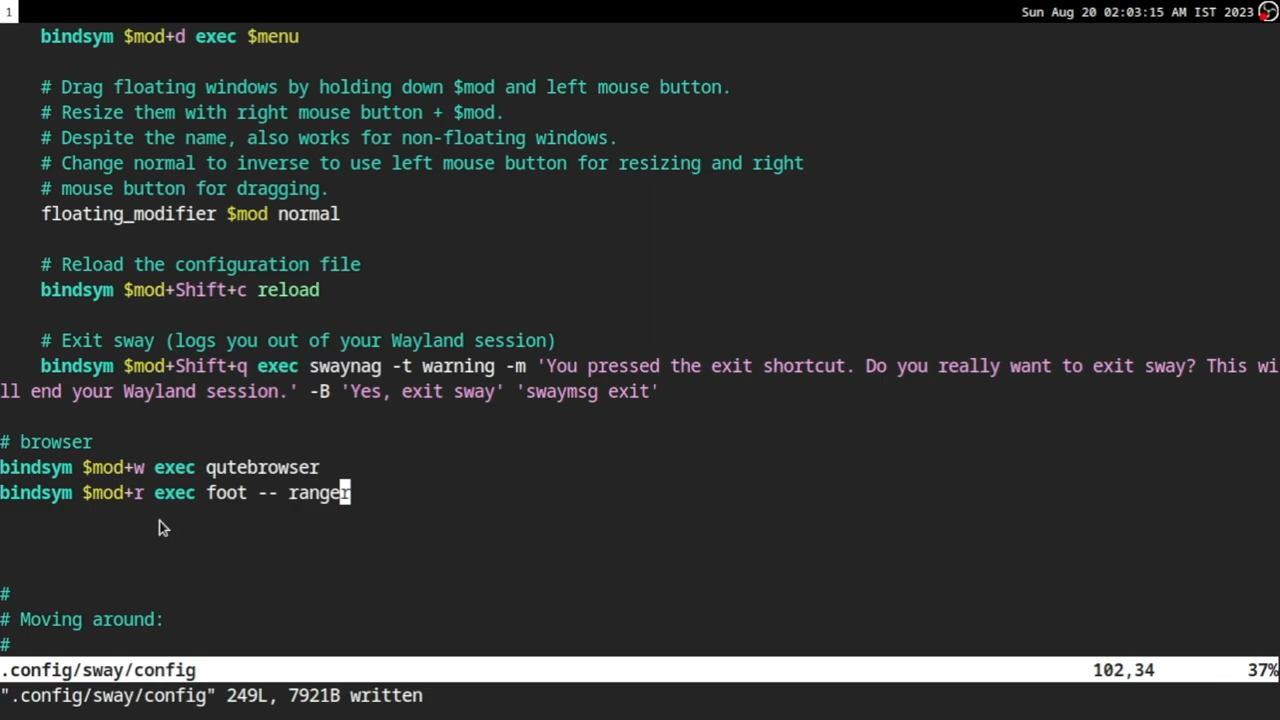 1
Sun Aug 20 02:03:15 AM IST 2023
bindsym $mod+d exec $menu
# Drag floating windows by holding down $mod and left mouse button.
# Resize them with right mouse button + $mod.
# Despite the name, also works for non-floating windows.
# Change normal to inverse to use left mouse button for resizing and right
# mouse button for dragging.
floating_modifier $mod normal
# Reload the configuration file
bindsym $mod+Shift+c reload
# Exit sway (logs you out of your Wayland session)
bindsym $mod+Shift+q exec swaynag -t warning -m 'You pressed the exit shortcut. Do you really want to exit sway? This wi
ll end your Wayland session.' -B 'Yes, exit sway' 'swaymsg exit'
# browser
bindsym $mod+w exec qutebrowser
bindsym $mod+r exec foot -- ranger
#
# Moving around:
#
.config/sway/config 102,34 37%
".config/sway/config" 249L, 7921B written